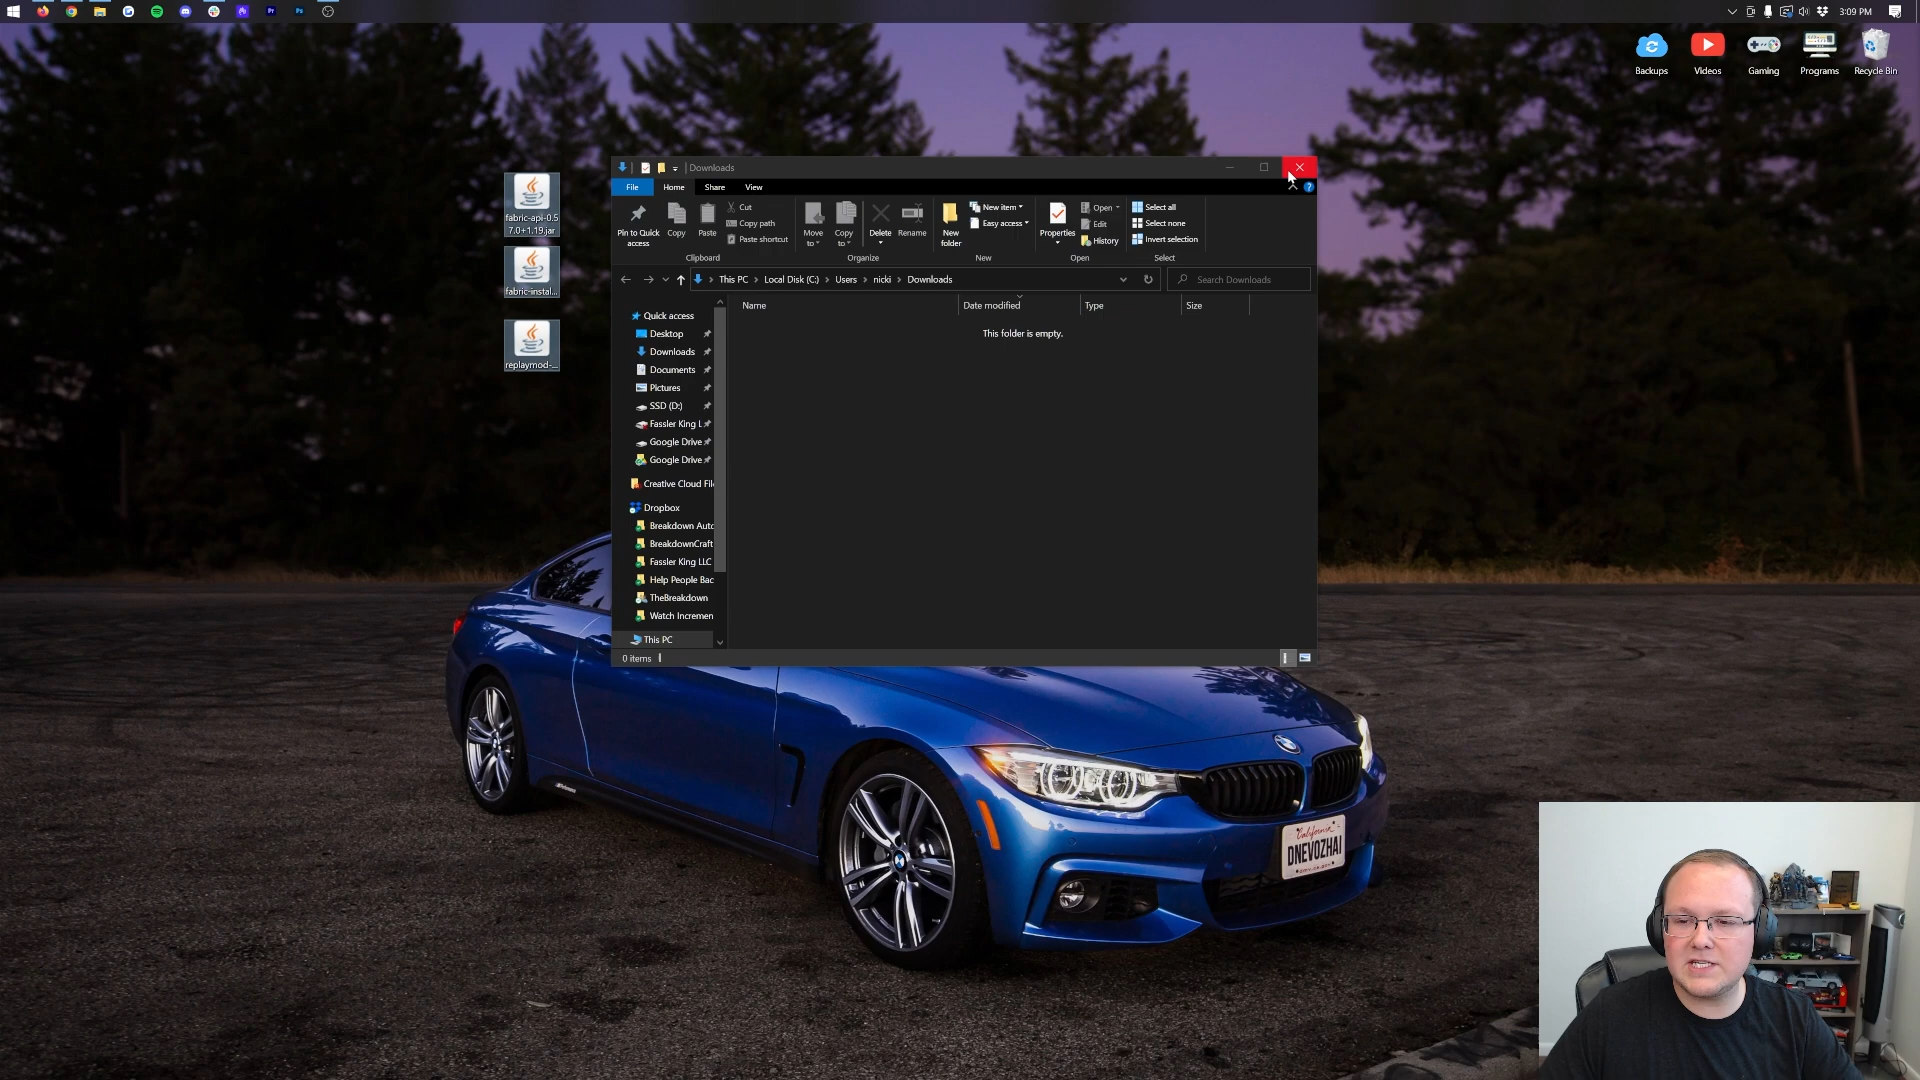 3:09 PM
Backups
Videos
Gaming
Programs
Recycle Bin
fabric-api-0.5
7.0+1.19.jar
fabric-instal...
replaymod-...
Downloads
File
Home
Share
View
Pin to Quick
access
Copy
Paste
Cut
Copy path
Paste shortcut
Clipboard
Move
to
Copy
to
Delete
Rename
Organize
New
folder
New item
Easy access
New
Properties
Open
Edit
History
Open
Select all
Select none
Invert selection
Select
This PC
Local Disk (C:)
Users
nicki
Downloads
Search Downloads
Name
Date modified
Type
Size
This folder is empty.
Quick access
Desktop
Downloads
Documents
Pictures
SSD (D:)
Fassler King L
Google Drive
Google Drive
Creative Cloud Fil
Dropbox
Breakdown Auto
BreakdownCraft
Fassler King LLC
Help People Bac
TheBreakdown
Watch Incremen
This PC
0 items
California
DNEVOZHAI